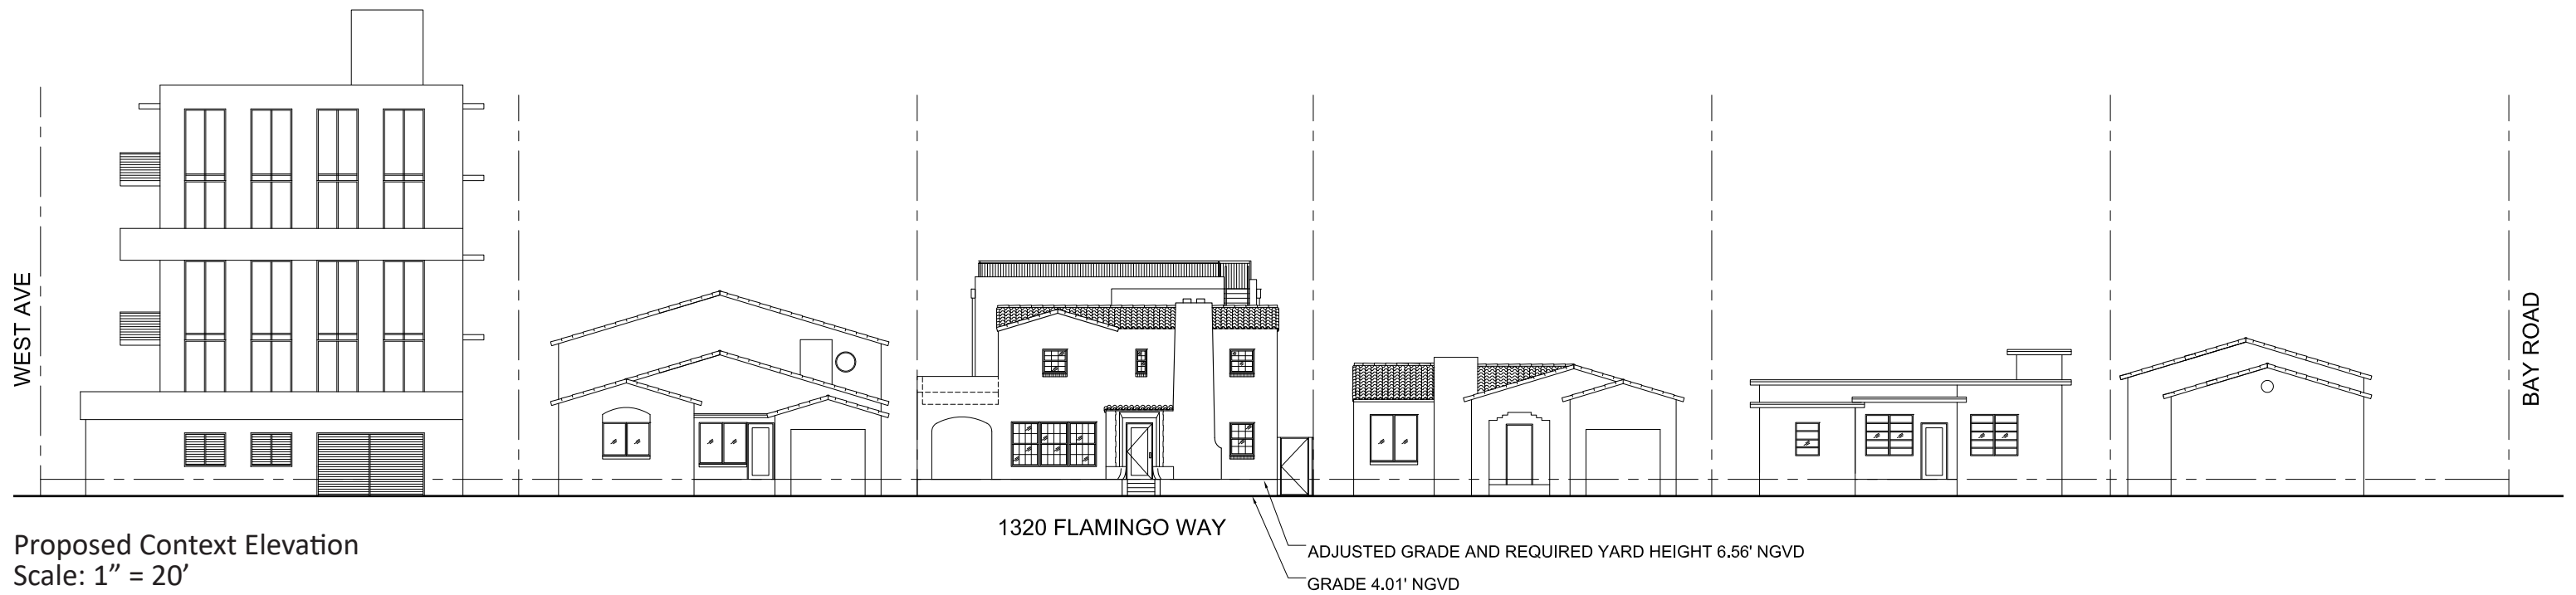 WEST AVE
BAY ROAD
1320 FLAMINGO WAY
ADJUSTED GRADE AND REQUIRED YARD HEIGHT 6.56' NGVD
GRADE 4.01' NGVD
Proposed Context Elevation
Scale: 1” = 20’